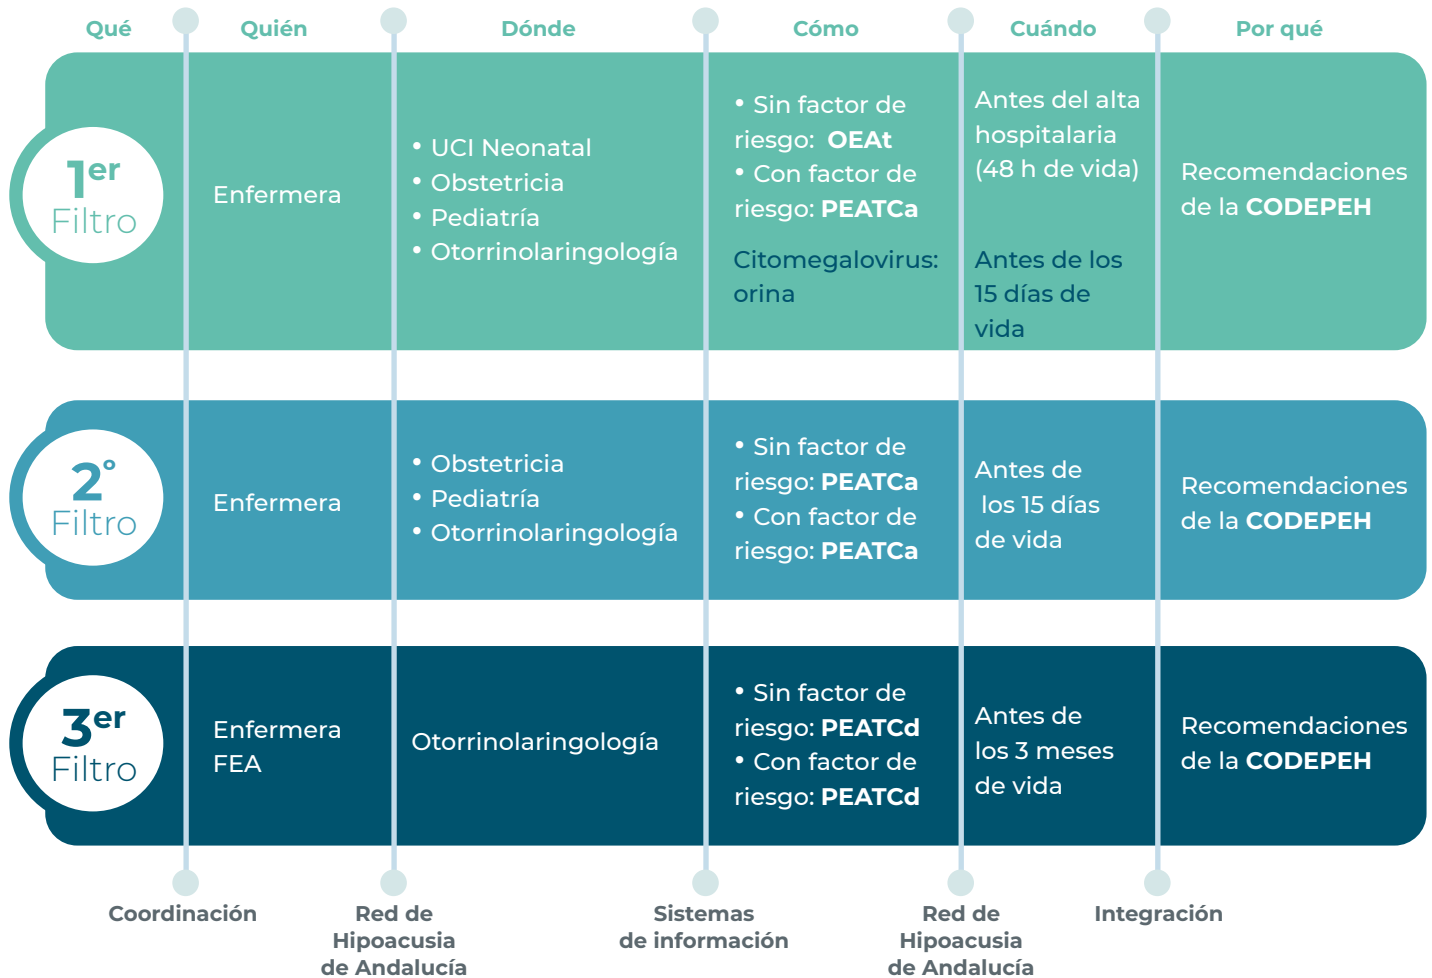 Qué
Quién
Dónde
Cómo
Cuándo
Por qué
1er
Filtro
Enfermera
• UCI Neonatal
• Obstetricia
• Pediatría
• Otorrinolaringología
• Sin factor de
riesgo: OEAt
• Con factor de
riesgo: PEATCa
Citomegalovirus:
orina
Antes del alta
hospitalaria
(48 h de vida)
Antes de los
15 días de
vida
Recomendaciones
de la CODEPEH
2º
Filtro
Enfermera
• Obstetricia
• Pediatría
• Otorrinolaringología
• Sin factor de
riesgo: PEATCa
• Con factor de
riesgo: PEATCa
Antes de
los 15 días
de vida
Recomendaciones
de la CODEPEH
3er
Filtro
Enfermera
FEA
Otorrinolaringología
• Sin factor de
riesgo: PEATCd
• Con factor de
riesgo: PEATCd
Antes de
los 3 meses
de vida
Recomendaciones
de la CODEPEH
Coordinación
Red de
Hipoacusia
de Andalucía
Sistemas
de información
Red de
Hipoacusia
de Andalucía
Integración